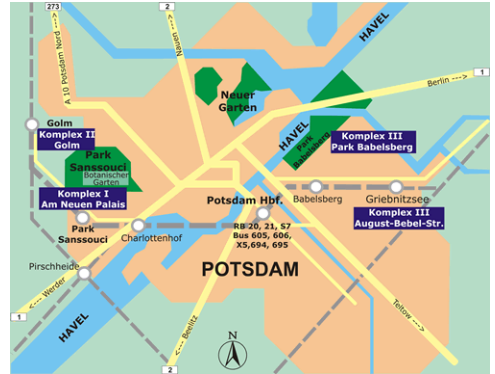 273
2
A 10 Potsdam Nord --->
Nauen --->
HAVEL
Berlin --->
1
Neuer
Garten
Golm
Komplex II
Golm
HAVEL
Park
Babelsberg
Komplex III
Park Babelsberg
Park
Sanssouci
Botanischer
Garten
Komplex I
Am Neuen Palais
Potsdam Hbf.
Babelsberg
Griebnitzsee
Park
Sanssouci
Charlottenhof
RB 20, 21, S7
Bus 605, 606,
X5,694, 695
Komplex III
August-Bebel-Str.
Pirschheide
POTSDAM
<---- Werder
HAVEL
<---- Beelitz
Teltow --->
1
N
2